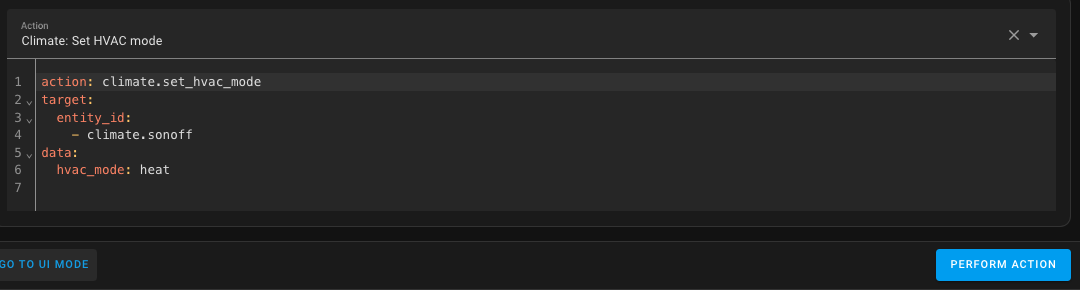 Action
Climate: Set HVAC mode
1 action: climate.set_hvac_mode
2 target:
3   entity_id:
4     - climate.sonoff
5 data:
6   hvac_mode: heat
7
GO TO UI MODE
PERFORM ACTION